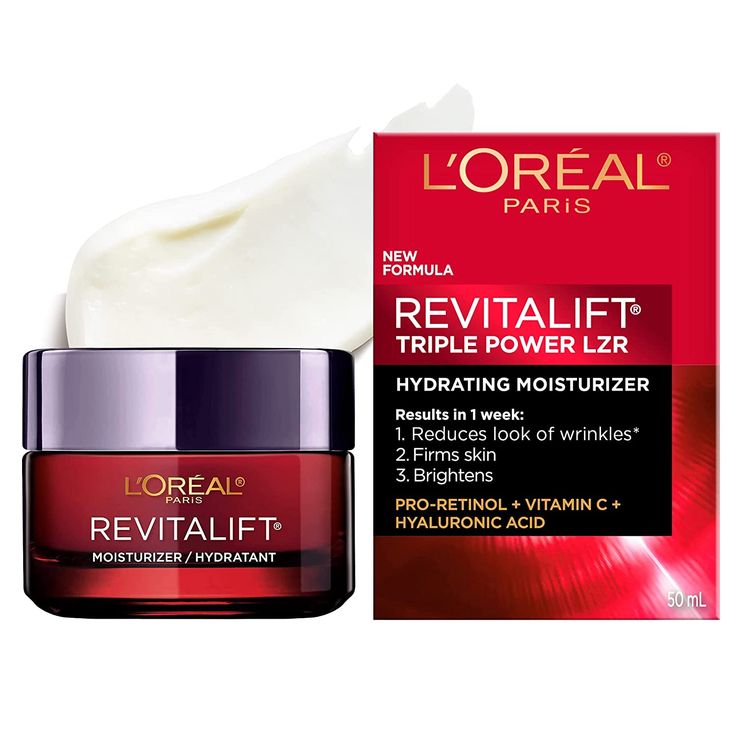 L'ORÉAL®
PARiS
REVITALIFT®
MOISTURIZER / HYDRATANT
L'ORÉAL®
PARiS
NEW
FORMULA
REVITALIFT®
TRIPLE POWER LZR
HYDRATING MOISTURIZER
Results in 1 week:
1. Reduces look of wrinkles*
2. Firms skin
3. Brightens
PRO-RETINOL + VITAMIN C +
HYALURONIC ACID
50 mL